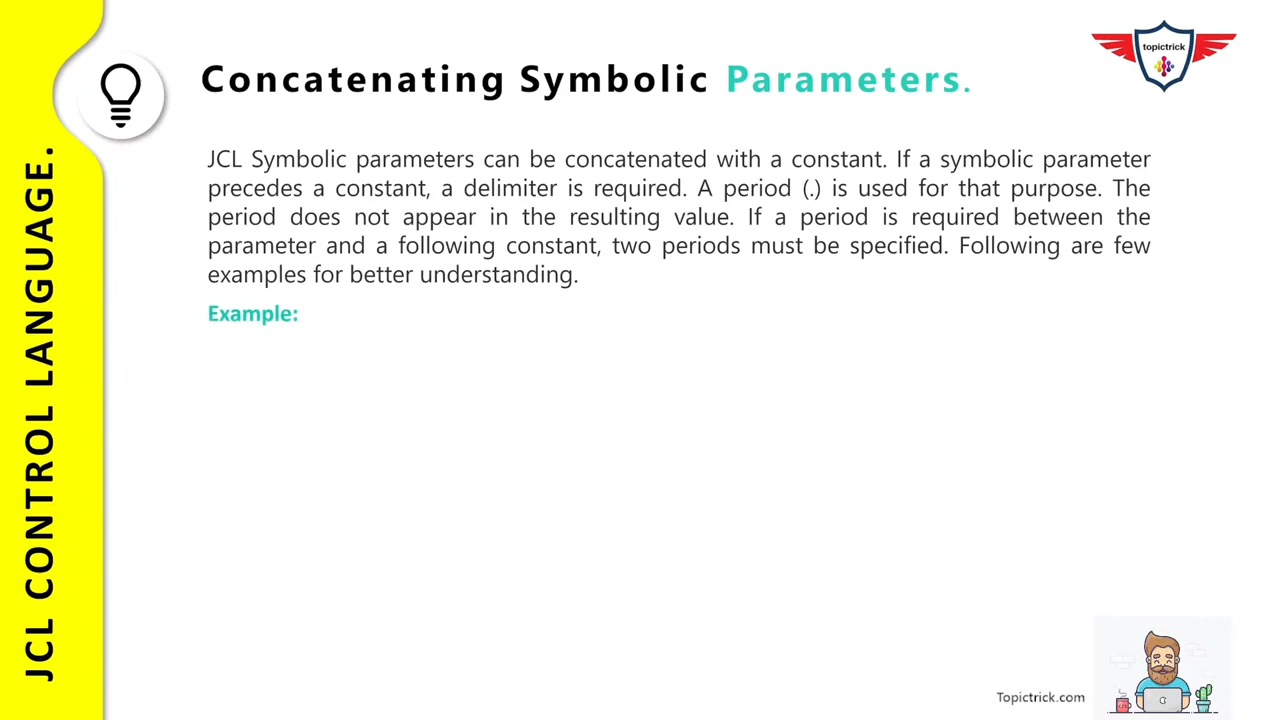 topictrick
Concatenating Symbolic Parameters.
JCL Symbolic parameters can be concatenated with a constant. If a symbolic parameter
precedes a constant, a delimiter is required. A period (.) is used for that purpose. The
period does not appear in the resulting value. If a period is required between the
parameter and a following constant, two periods must be specified. Following are few
examples for better understanding.
Example:
JCL CONTROL LANGUAGE.
Topictrick.com